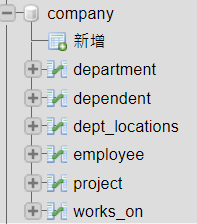 company
新增
department
dependent
dept_locations
employee
project
works_on